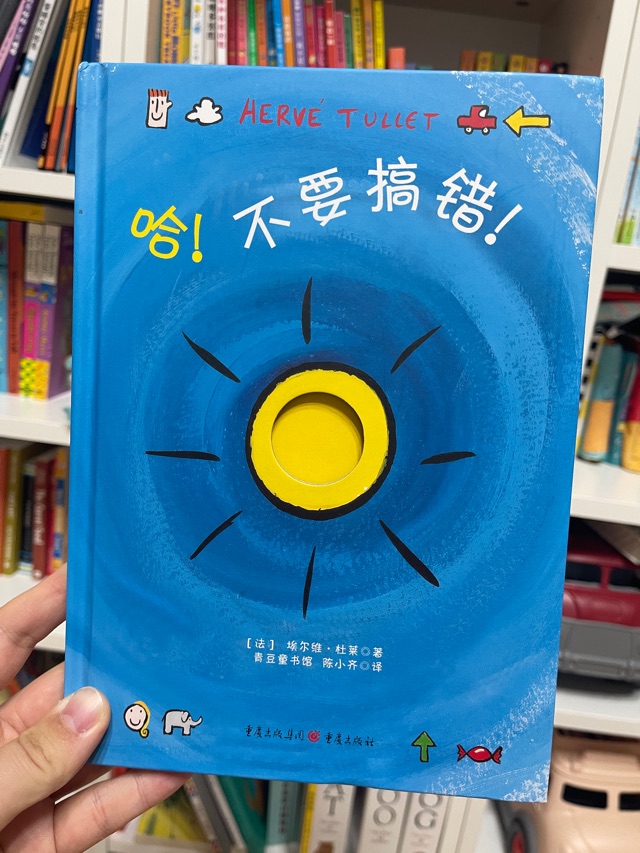 HERVÉ TULLET
哈! 不要搞错!
[法] 埃尔维·杜莱◎著
青豆童书馆 陈小齐◎译
重庆出版集团 重庆出版社